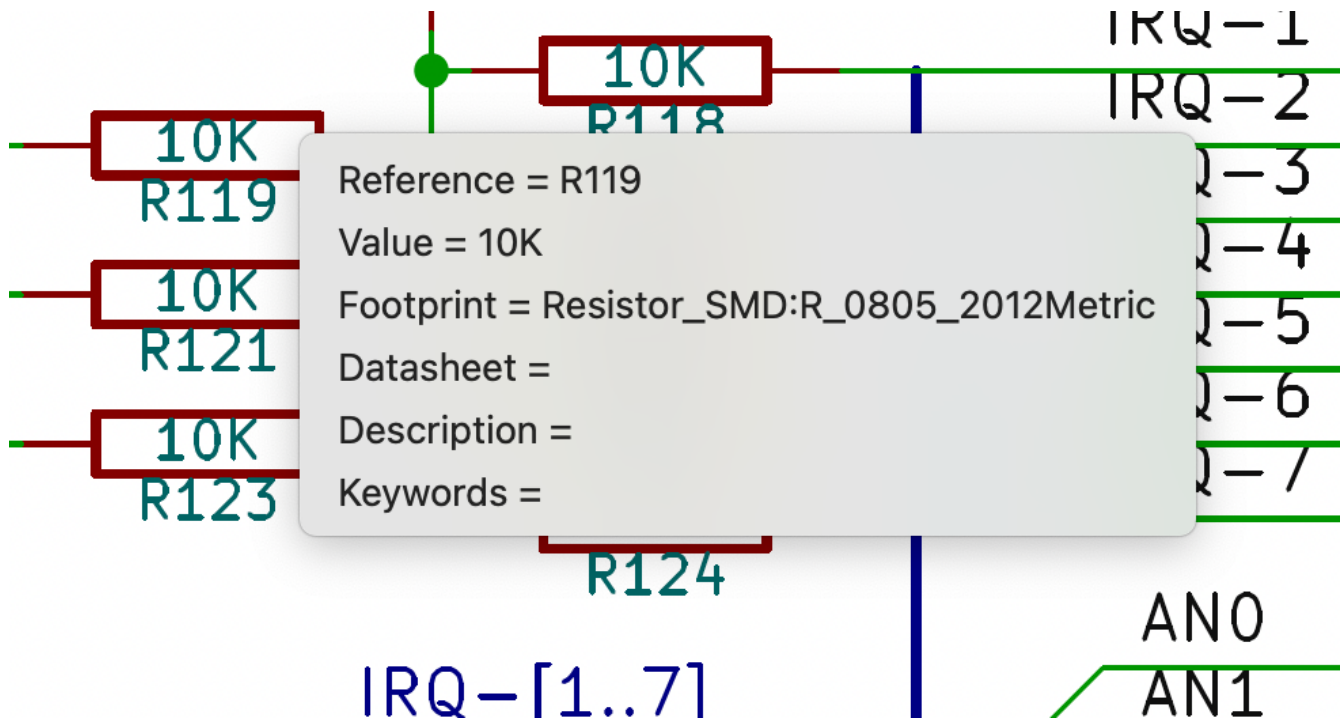 IRQ-1
10K
IRQ-2
R118
10K
R119
Reference = R119
Value = 10K
Footprint = Resistor_SMD:R_0805_2012Metric
Datasheet =
Description =
Keywords =
Q-3
Q-4
10K
R121
Q-5
Q-6
10K
R123
Q-7
R124
AN0
IRQ-[1..7]
AN1